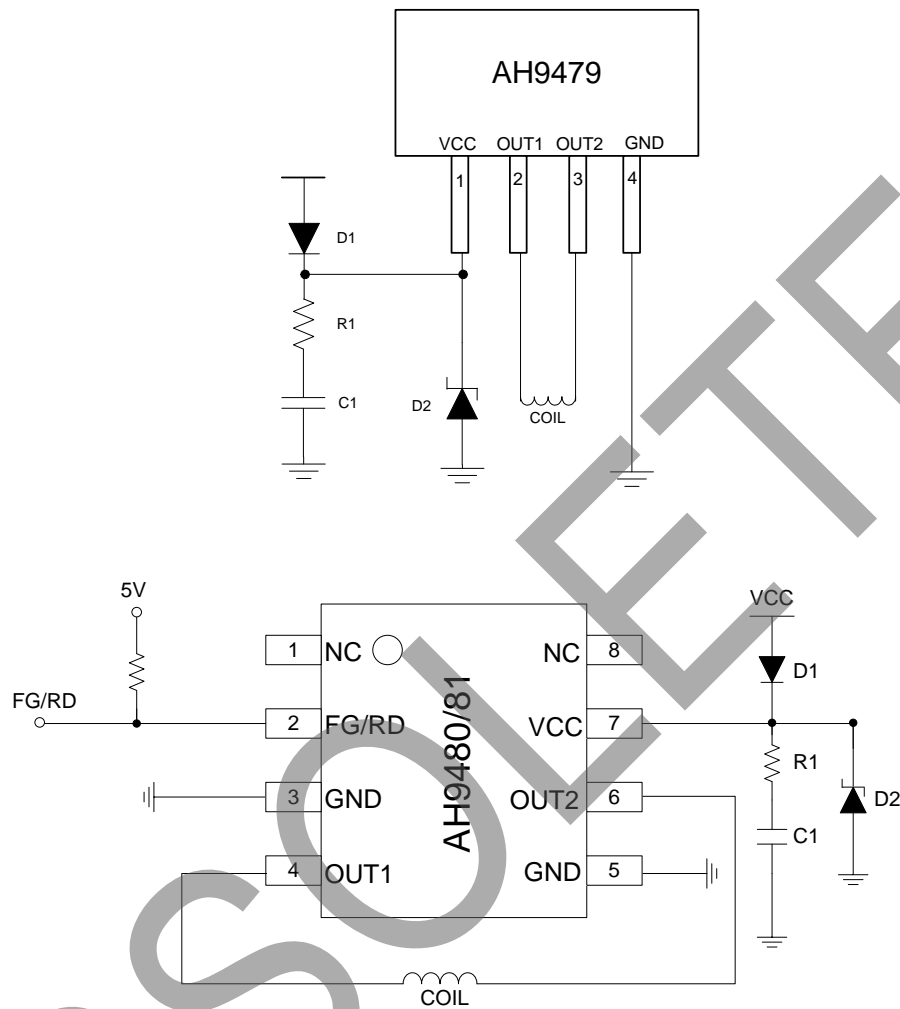 AH9479
VCC OUT1 OUT2 GND
1 2 3 4
D1
R1
C1
D2
COIL
5V
VCC
1 NC
NC 8
D1
FG/RD
2 FG/RD
VCC 7
R1
AH9480/81
3 GND
OUT2 6
D2
C1
4 OUT1
GND 5
COIL
SOLETE